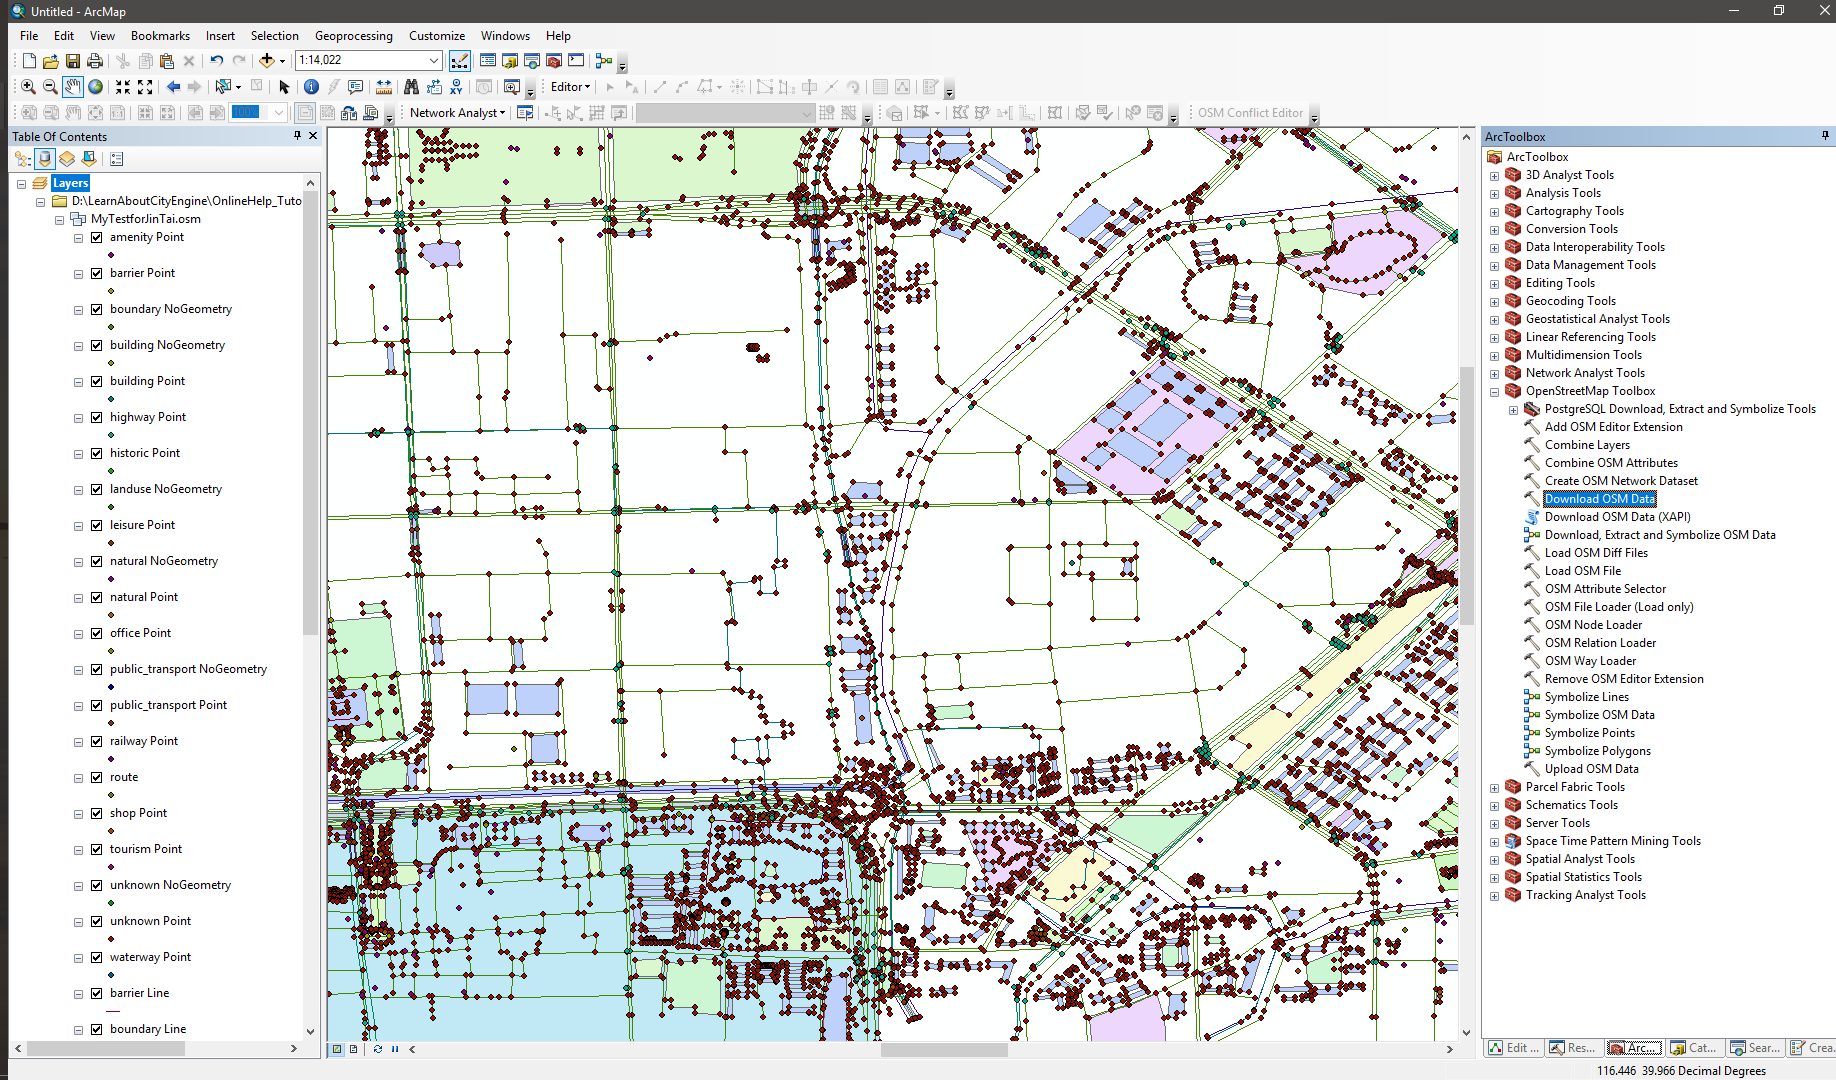 Untitled - ArcMap
File Edit View Bookmarks Insert Selection Geoprocessing Customize Windows Help
1:14,022
Editor
100%
Network Analyst
OSM Conflict Editor
Table Of Contents
Layers
D:\LearnAboutCityEngine\OnlineHelp_Tuto
MyTestforJinTai.osm
amenity Point
barrier Point
boundary NoGeometry
building NoGeometry
building Point
highway Point
historic Point
landuse NoGeometry
leisure Point
natural NoGeometry
natural Point
office Point
public_transport NoGeometry
public_transport Point
railway Point
route
shop Point
tourism Point
unknown NoGeometry
unknown Point
waterway Point
barrier Line
boundary Line
ArcToolbox
ArcToolbox
3D Analyst Tools
Analysis Tools
Cartography Tools
Conversion Tools
Data Interoperability Tools
Data Management Tools
Editing Tools
Geocoding Tools
Geostatistical Analyst Tools
Linear Referencing Tools
Multidimension Tools
Network Analyst Tools
OpenStreetMap Toolbox
PostgreSQL Download, Extract and Symbolize Tools
Add OSM Editor Extension
Combine Layers
Combine OSM Attributes
Create OSM Network Dataset
Download OSM Data
Download OSM Data (XAPI)
Download, Extract and Symbolize OSM Data
Load OSM Diff Files
Load OSM File
OSM Attribute Selector
OSM File Loader (Load only)
OSM Node Loader
OSM Relation Loader
OSM Way Loader
Remove OSM Editor Extension
Symbolize Lines
Symbolize OSM Data
Symbolize Points
Symbolize Polygons
Upload OSM Data
Parcel Fabric Tools
Schematics Tools
Server Tools
Space Time Pattern Mining Tools
Spatial Analyst Tools
Spatial Statistics Tools
Tracking Analyst Tools
Edit ... Res... Arc... Cat... Sear... Crea.
116.446 39.966 Decimal Degrees